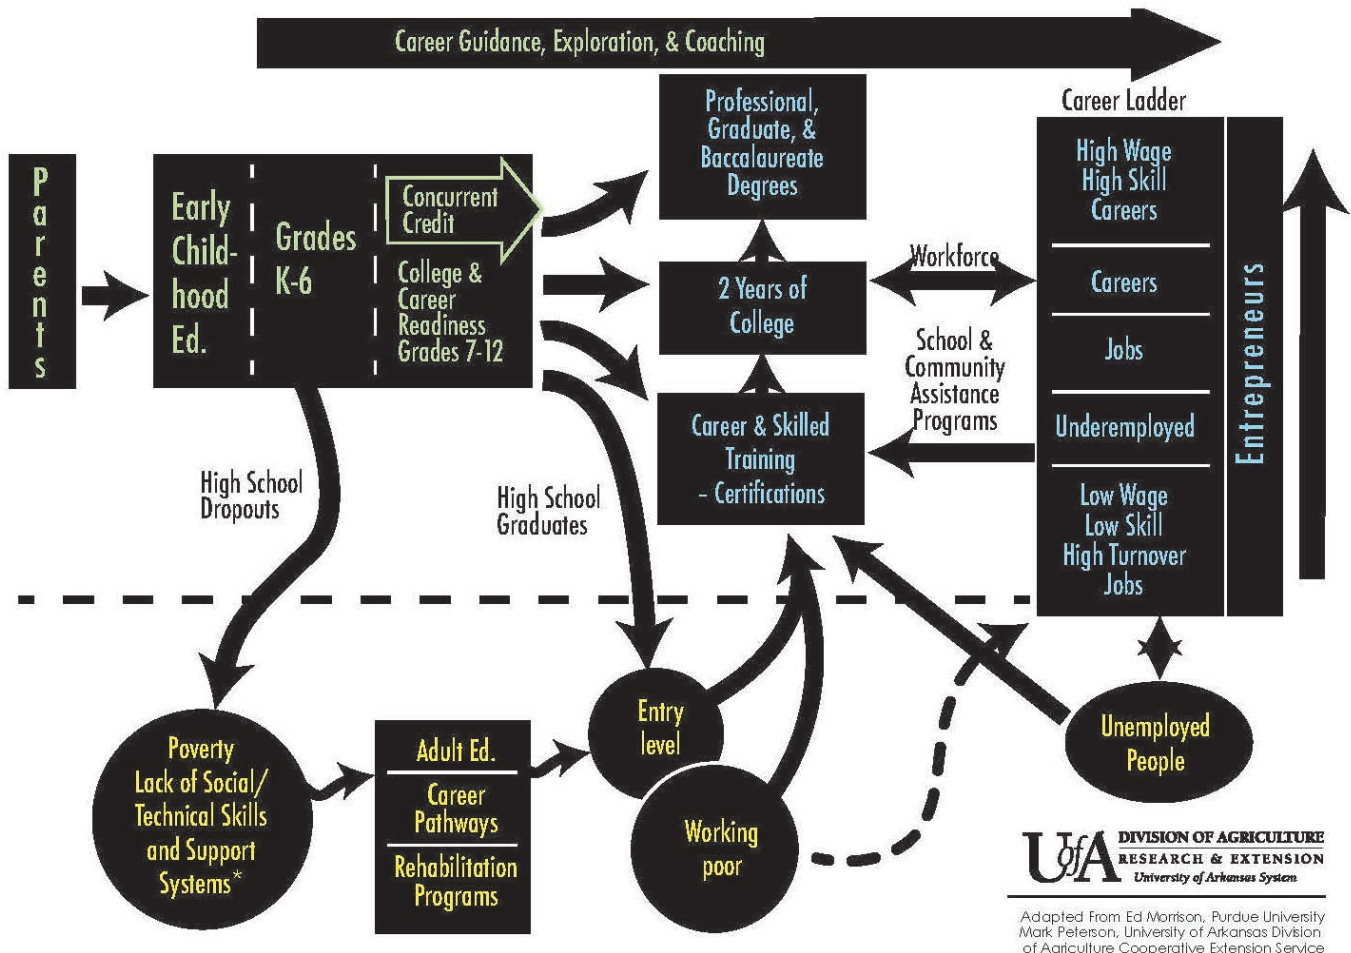 Career Guidance, Exploration, & Coaching
Parents
Early
Child-
hood
Ed.
Grades
K-6
Concurrent
Credit
College &
Career
Readiness
Grades 7-12
Professional,
Graduate, &
Baccalaureate
Degrees
2 Years of
College
Career & Skilled
Training
- Certifications
Workforce
School &
Community
Assistance
Programs
Career Ladder
High Wage
High Skill
Careers
Careers
Jobs
Underemployed
Low Wage
Low Skill
High Turnover
Jobs
Entrepreneurs
High School
Dropouts
High School
Graduates
Poverty
Lack of Social/
Technical Skills
and Support
Systems*
Adult Ed.
Career
Pathways
Rehabilitation
Programs
Entry
level
Working
poor
Unemployed
People
UofA
DIVISION OF AGRICULTURE
RESEARCH & EXTENSION
University of Arkansas System
Adapted From Ed Morrison, Purdue University
Mark Peterson, University of Arkansas Division
of Agriculture Cooperative Extension Service